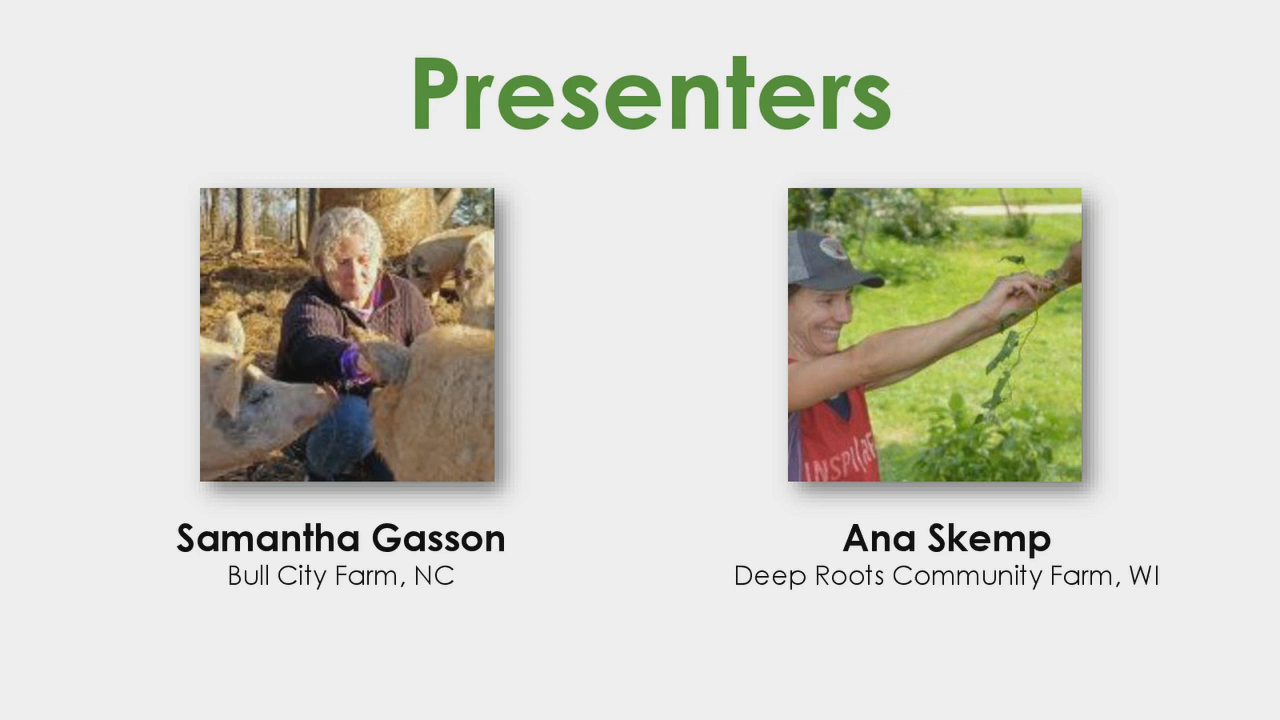 Presenters
Samantha Gasson
Bull City Farm, NC
Ana Skemp
Deep Roots Community Farm, WI